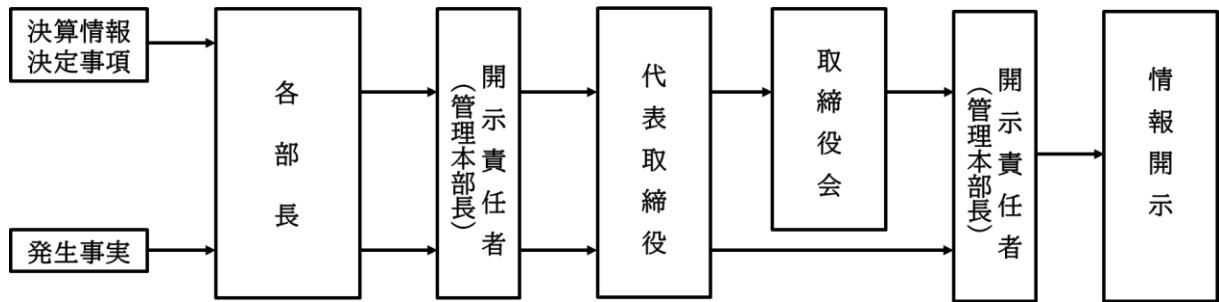 決算情報
決定事項
発生事実
各部長
開示責任者
(管理本部長)
代表取締役
取締役会
開示責任者
(管理本部長)
情報開示